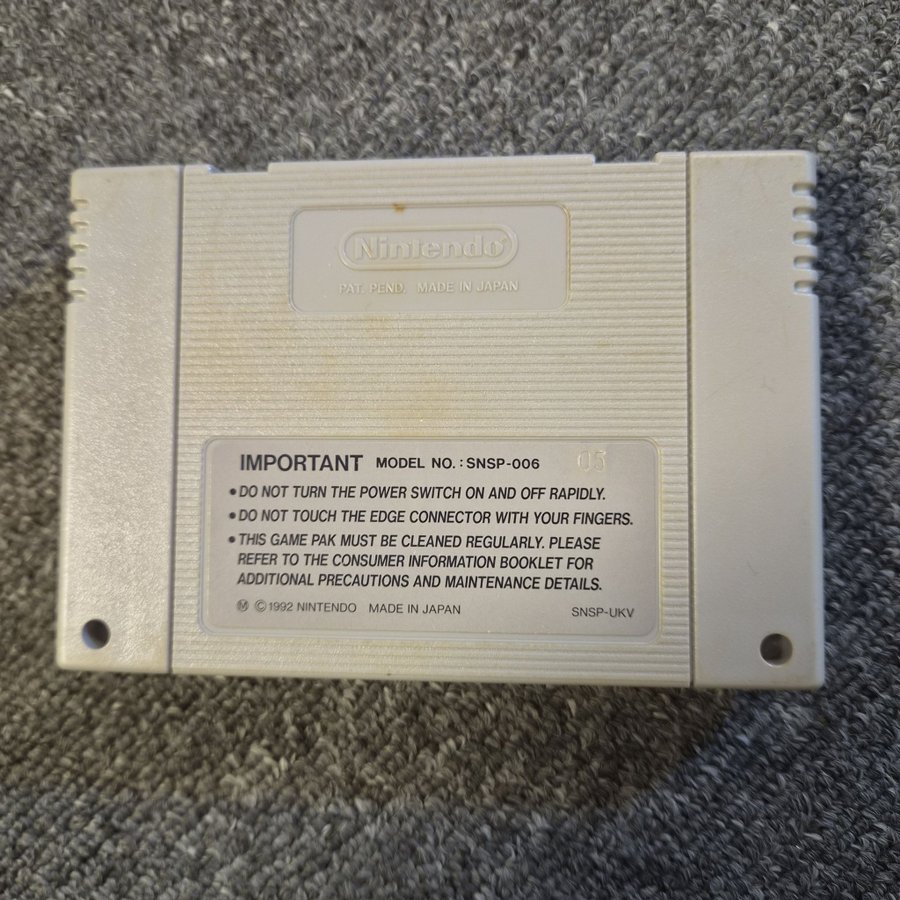 Nintendo®
PAT. PEND. MADE IN JAPAN
IMPORTANT MODEL NO. : SNSP-006 05
• DO NOT TURN THE POWER SWITCH ON AND OFF RAPIDLY.
• DO NOT TOUCH THE EDGE CONNECTOR WITH YOUR FINGERS.
• THIS GAME PAK MUST BE CLEANED REGULARLY. PLEASE
REFER TO THE CONSUMER INFORMATION BOOKLET FOR
ADDITIONAL PRECAUTIONS AND MAINTENANCE DETAILS.
Ⓜ ©1992 NINTENDO MADE IN JAPAN SNSP-UKV